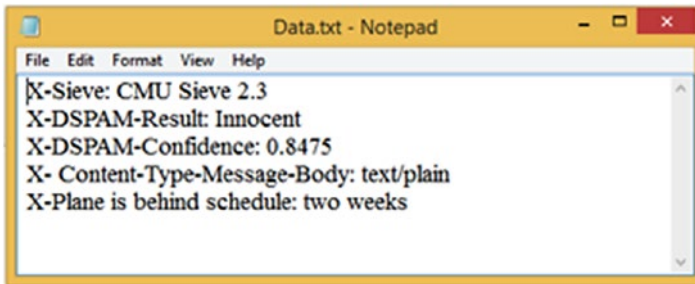 Data.txt - Notepad
File Edit Format View Help
X-Sieve: CMU Sieve 2.3
X-DSPAM-Result: Innocent
X-DSPAM-Confidence: 0.8475
X- Content-Type-Message-Body: text/plain
X-Plane is behind schedule: two weeks